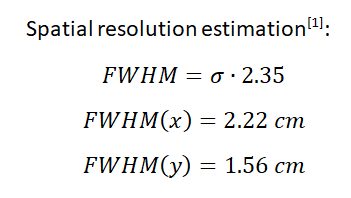 Spatial resolution estimation[1]:
FWHM = σ · 2.35
FWHM(x) = 2.22 cm
FWHM(y) = 1.56 cm